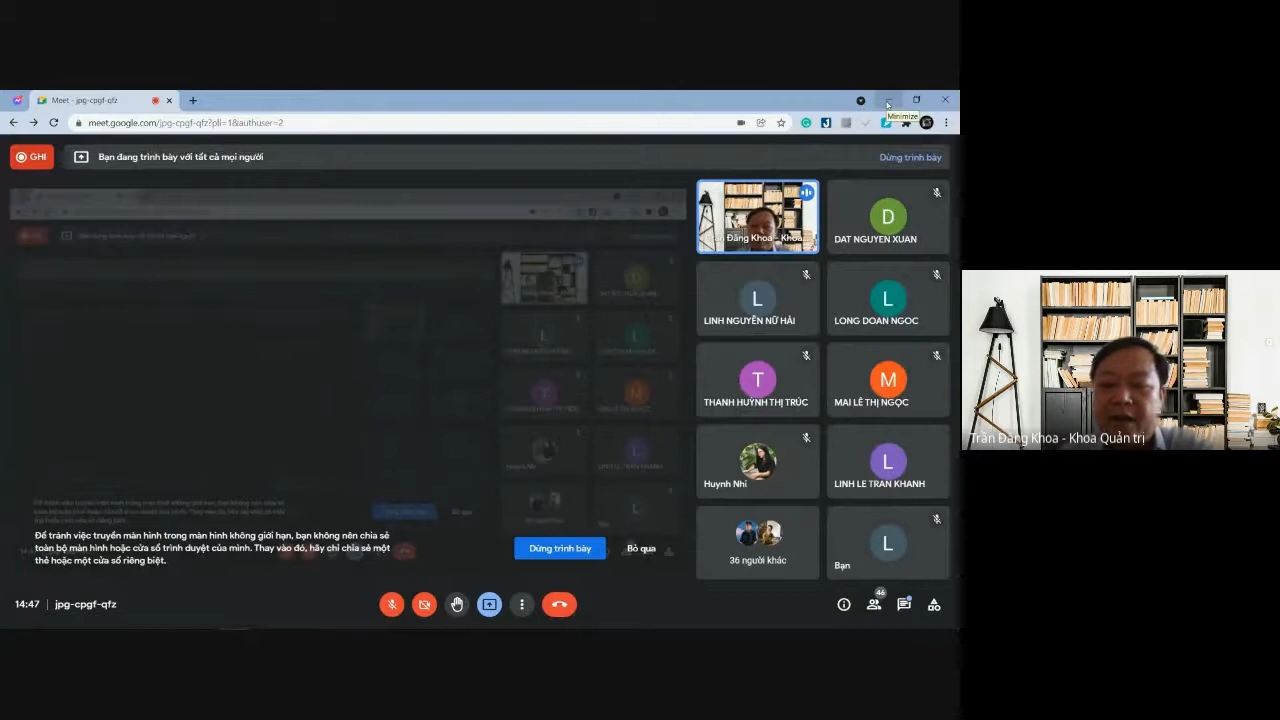 Meet - jpg-cpgf-qfz
meet.google.com/jpg-cpgf-qfz?pli=1&authuser=2
Minimize
GHI
Bạn đang trình bày với tất cả mọi người
Dừng trình bày
Trần Đăng Khoa - Khoa...
D
DAT NGUYEN XUAN
L
LINH NGUYỄN NỮ HẢI
L
LONG DOAN NGOC
T
THANH HUỲNH THỊ TRÚC
M
MAI LÊ THỊ NGỌC
Huynh Nhi
L
LINH LE TRAN KHANH
36 người khác
L
Bạn
Để tránh việc truyền màn hình trong màn hình không giới hạn, bạn không nên chia sẻ
toàn bộ màn hình hoặc cửa sổ trình duyệt của mình. Thay vào đó, hãy chỉ chia sẻ một
thẻ hoặc một cửa sổ riêng biệt.
Dừng trình bày
Bỏ qua
14:47
jpg-cpgf-qfz
46
Trần Đăng Khoa - Khoa Quản trị